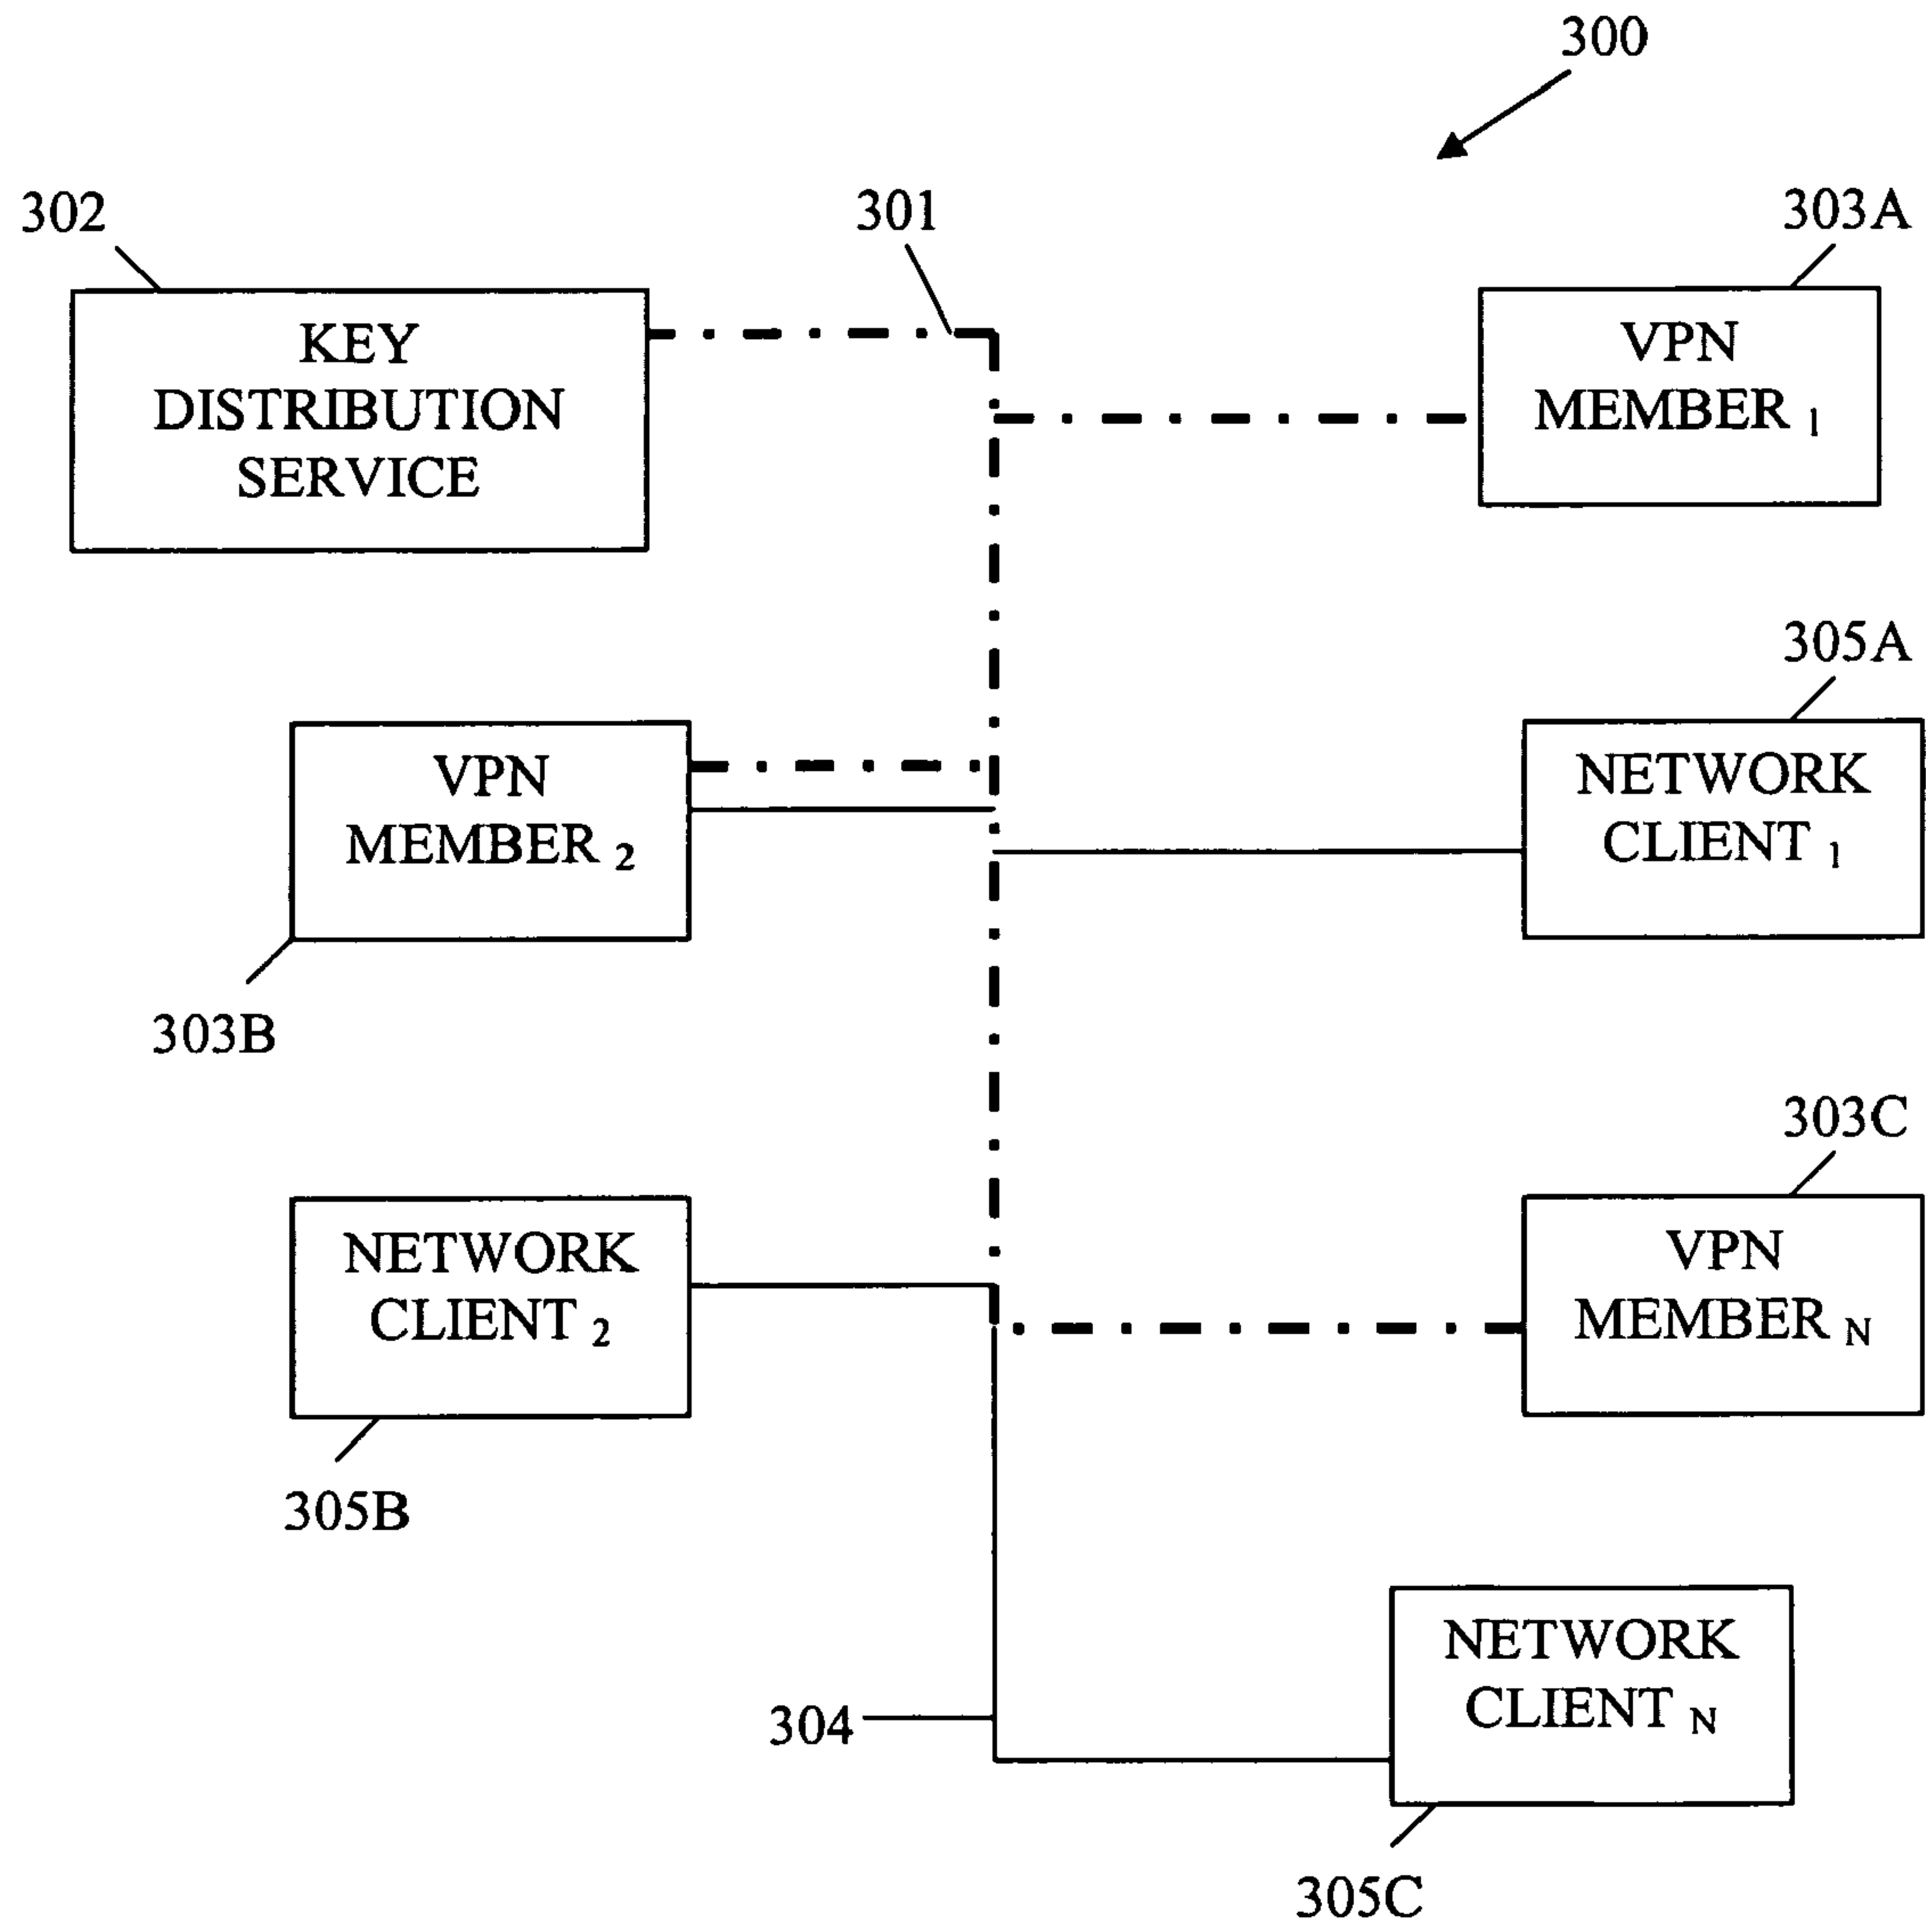 300
302
301
303A
KEY
DISTRIBUTION
SERVICE
VPN
MEMBER 1
305A
VPN
MEMBER 2
NETWORK
CLIENT 1
303B
303C
NETWORK
CLIENT 2
VPN
MEMBER N
305B
NETWORK
CLIENT N
304
305C